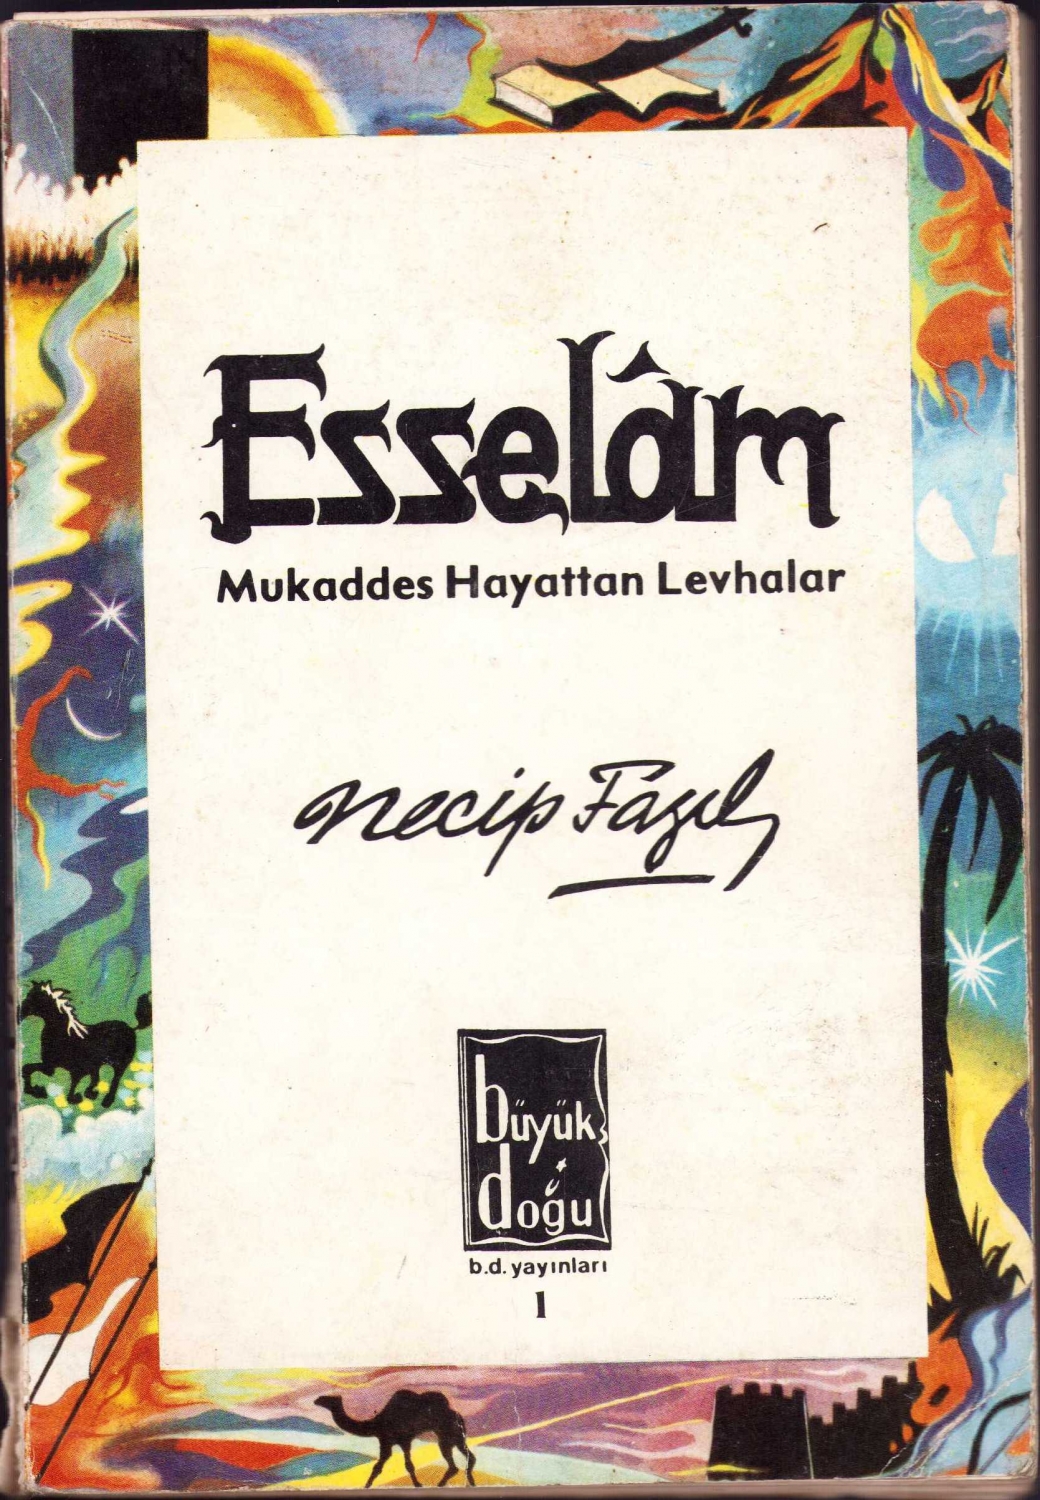 Esselâm
Mukaddes Hayattan Levhalar
Necip Fazıl
büyük
doğu
b.d. yayınları
1